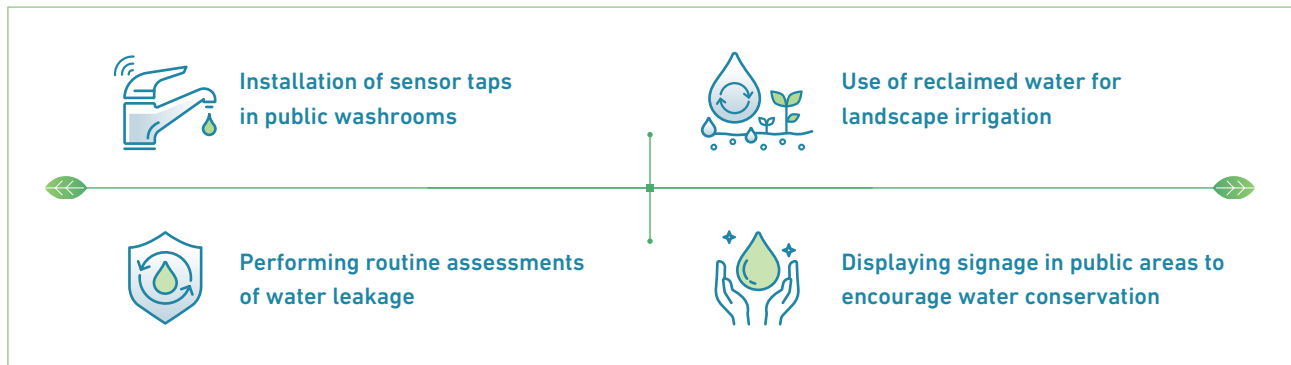 Installation of sensor taps
in public washrooms
Use of reclaimed water for
landscape irrigation
Performing routine assessments
of water leakage
Displaying signage in public areas to
encourage water conservation